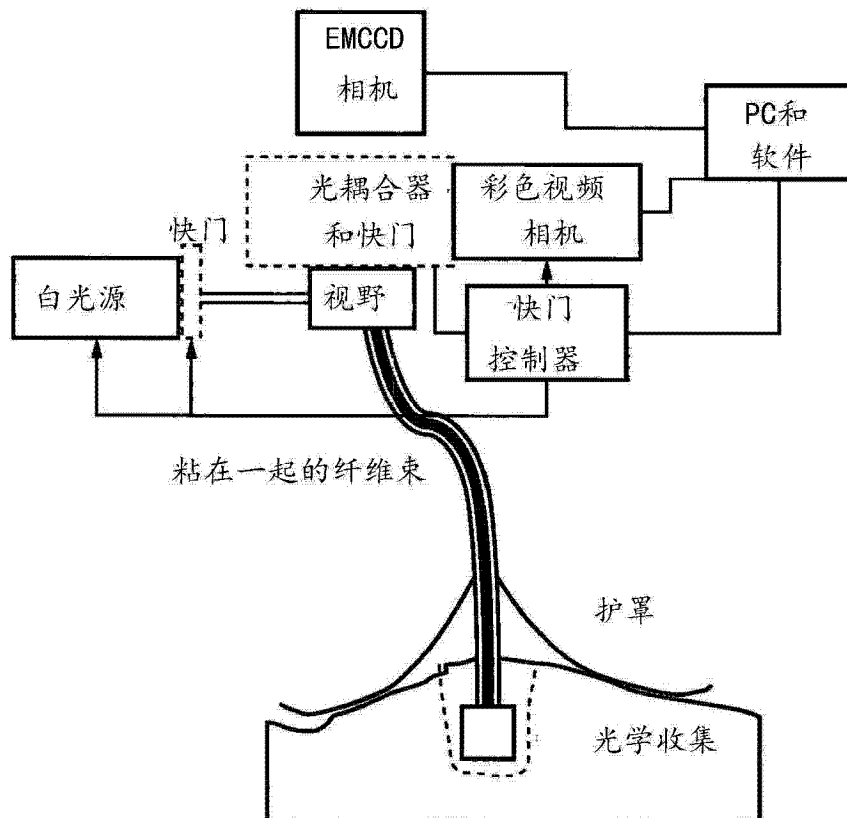 EMCCD
相机
PC和
软件
光耦合器
和快门
彩色视频
相机
快门
白光源
视野
快门
控制器
粘在一起的纤维束
护罩
光学收集